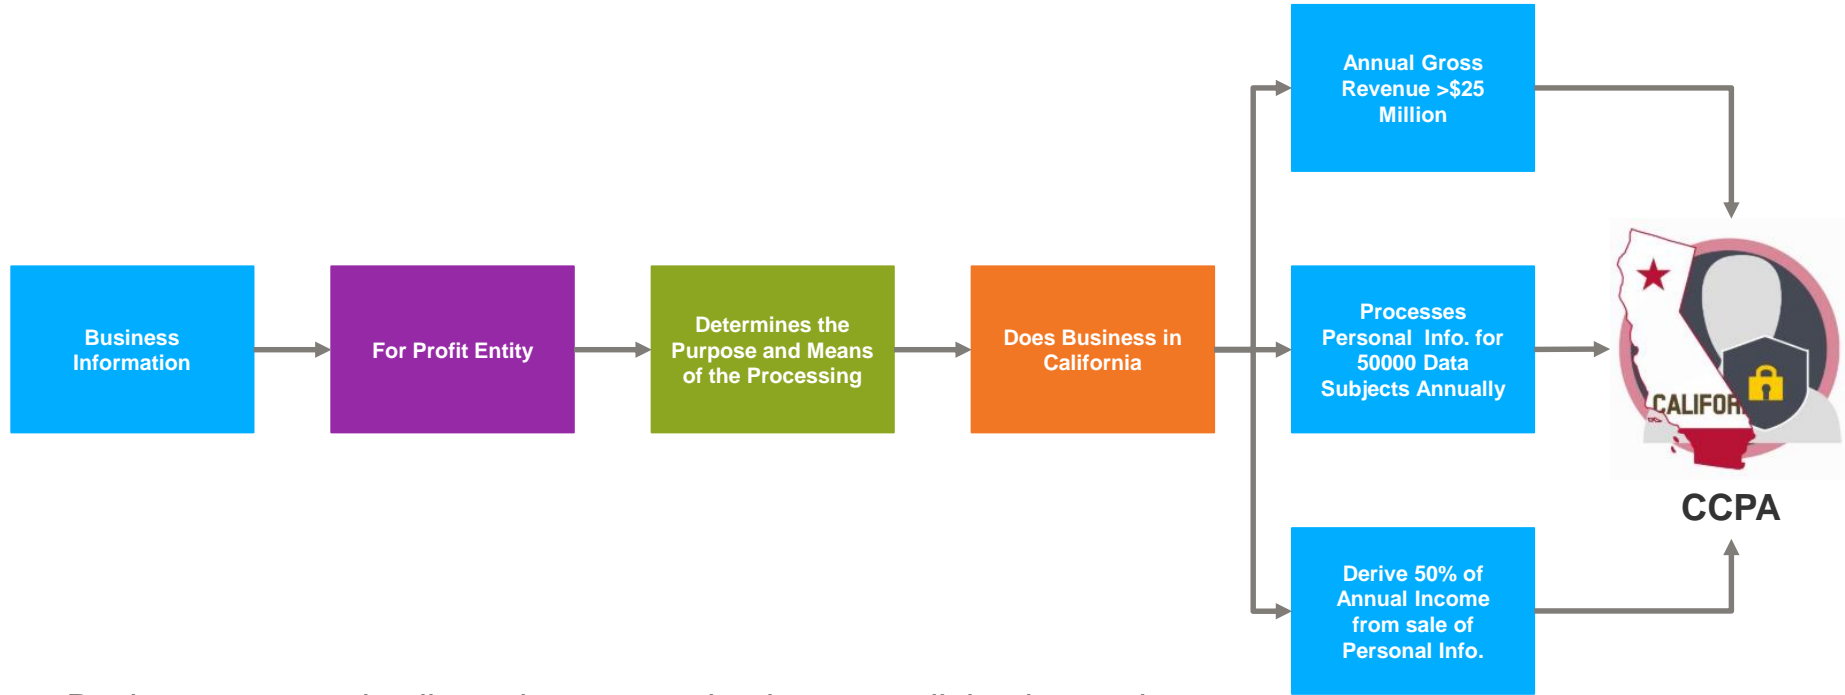 Annual Gross
Revenue >$25
Million
Business
Information
For Profit Entity
Determines the
Purpose and Means
of the Processing
Does Business in
California
Processes
Personal Info. for
50000 Data
Subjects Annually
CALIFOR
CCPA
Derive 50% of
Annual Income
from sale of
Personal Info.